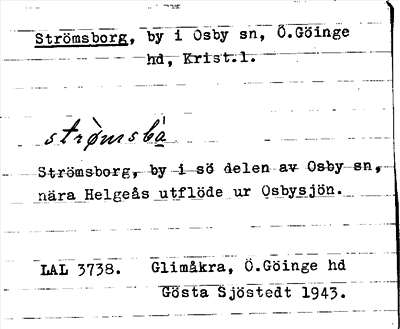 Strömsborg, by i Osby sn, Ö.Göinge
hd, Krist.l.
stròmsbà
Strömsborg, by i sö delen av Osby sn,
nära Helgeås utflöde ur Osbysjön.
LAL 3738. Glimåkra, Ö.Göinge hd
Gösta Sjöstedt 1943.